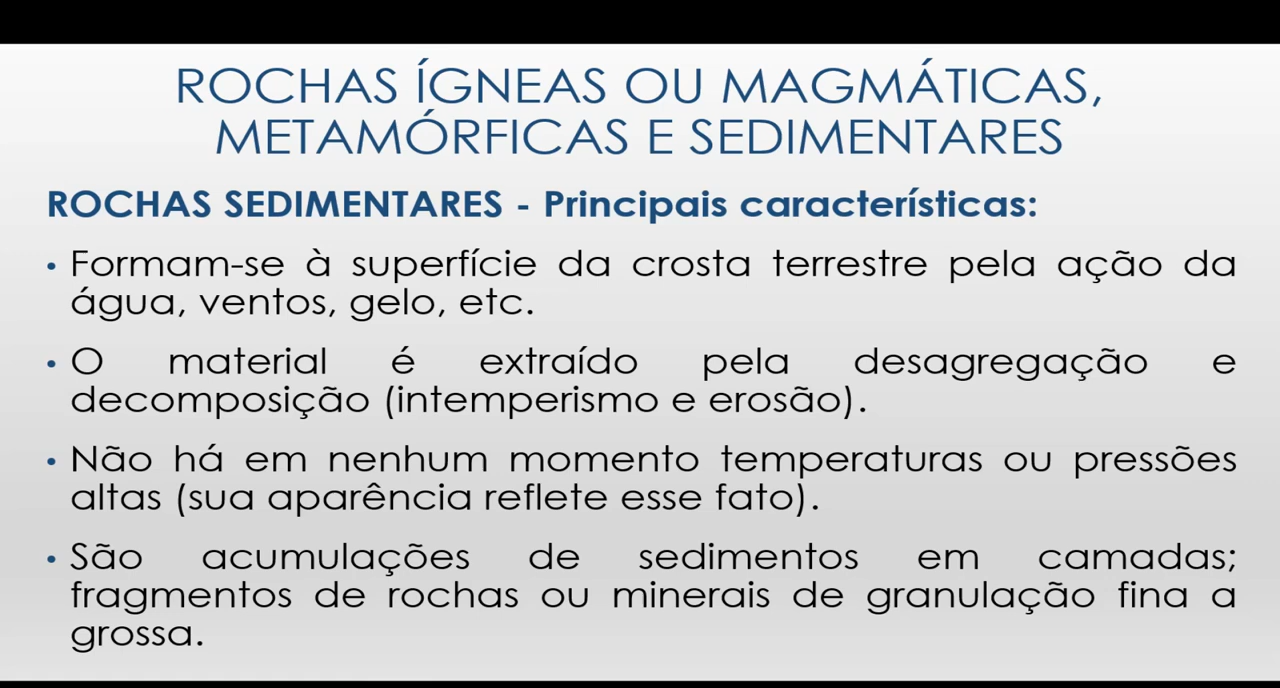 ROCHAS ÍGNEAS OU MAGMÁTICAS,
METAMÓRFICAS E SEDIMENTARES
ROCHAS SEDIMENTARES - Principais características:
• Formam-se à superfície da crosta terrestre pela ação da
água, ventos, gelo, etc.
• O material é extraído pela desagregação e
decomposição (intemperismo e erosão).
• Não há em nenhum momento temperaturas ou pressões
altas (sua aparência reflete esse fato).
• São acumulações de sedimentos em camadas;
fragmentos de rochas ou minerais de granulação fina a
grossa.